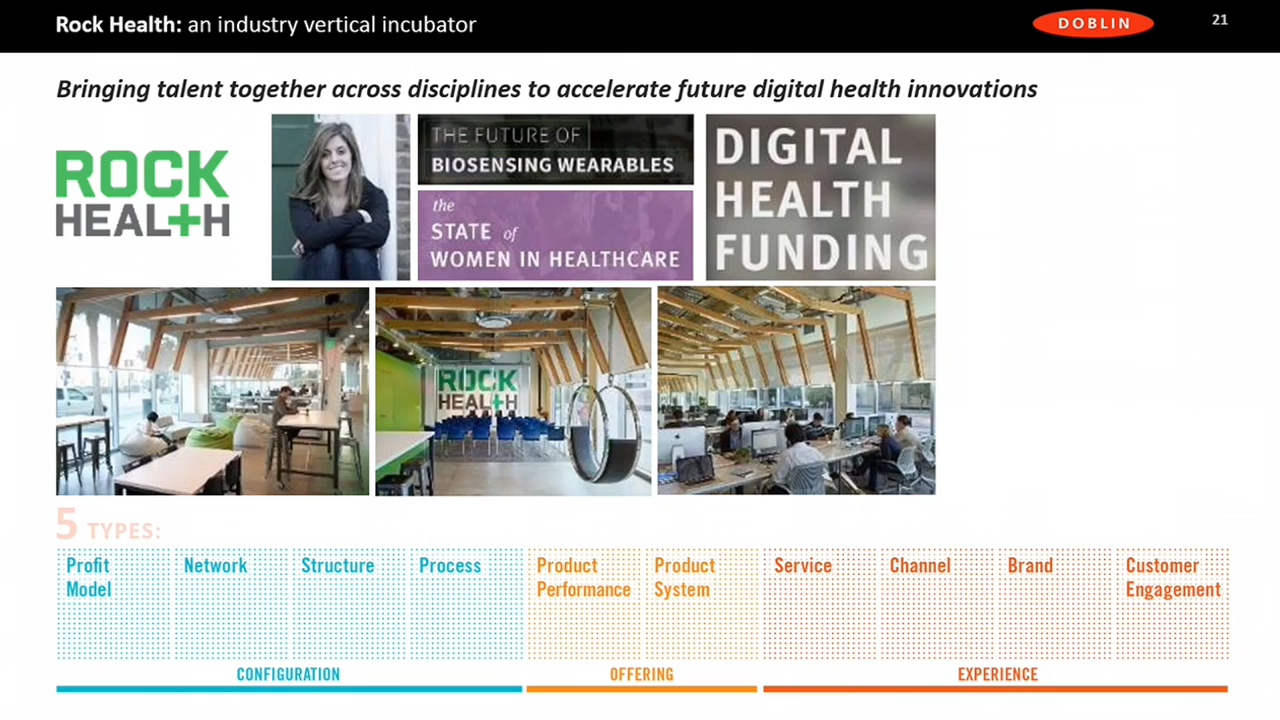 Rock Health: an industry vertical incubator
DOBLIN
21
Bringing talent together across disciplines to accelerate future digital health innovations
ROCK
HEALTH
THE FUTURE OF
BIOSENSING WEARABLES
the
STATE of
WOMEN IN HEALTHCARE
DIGITAL
HEALTH
FUNDING
ROCK
HEALTH
5 TYPES:
Profit
Model
Network
Structure
Process
Product
Performance
Product
System
Service
Channel
Brand
Customer
Engagement
CONFIGURATION
OFFERING
EXPERIENCE